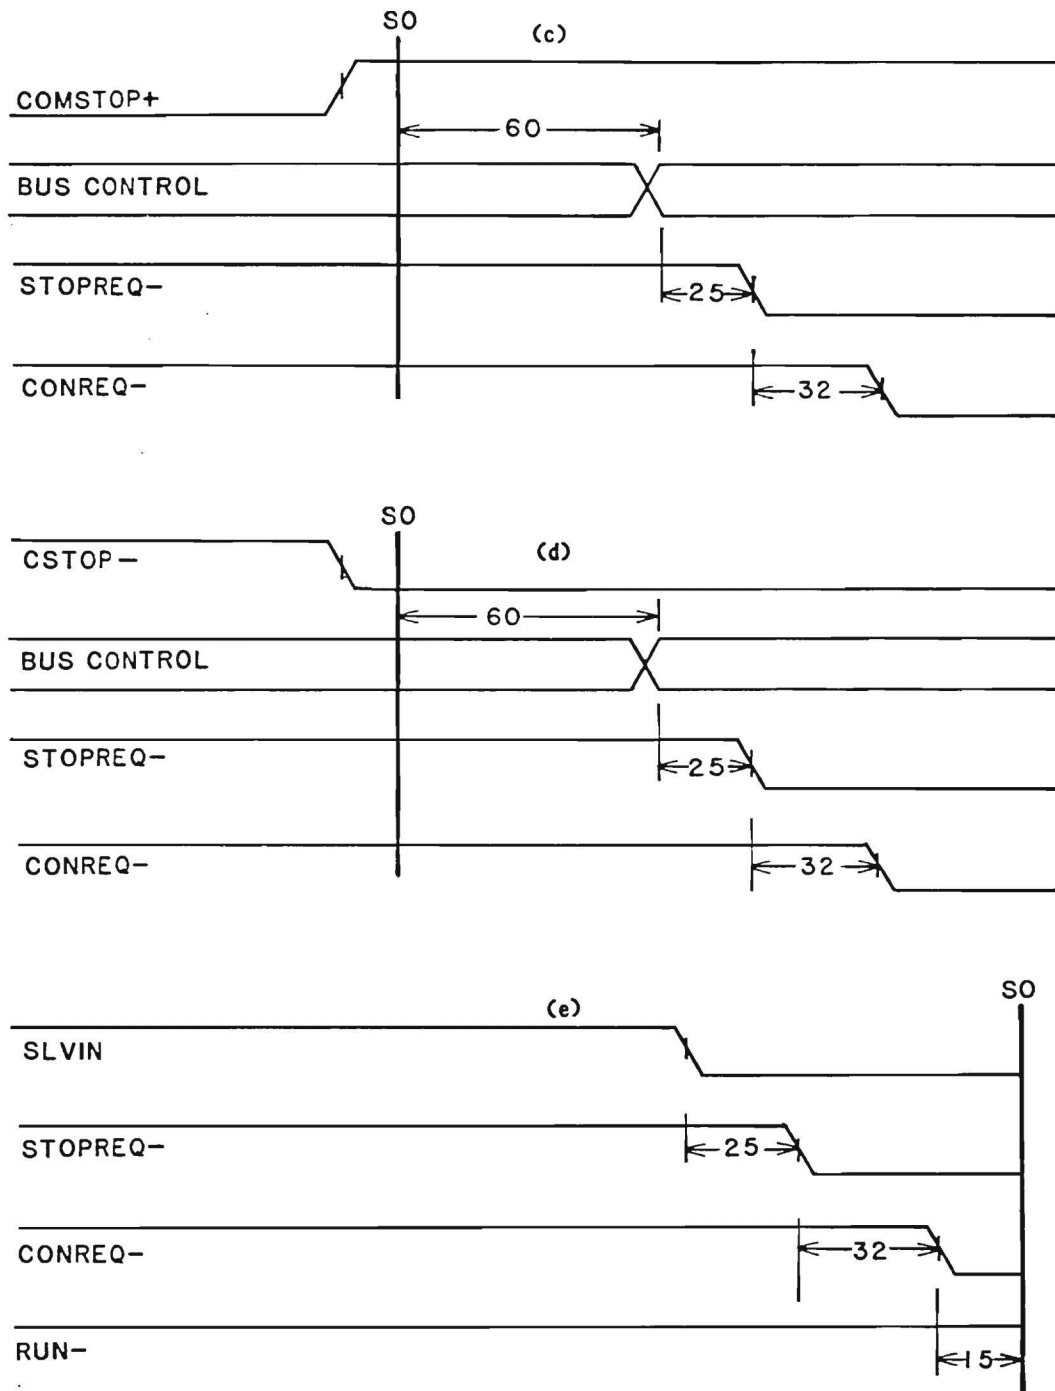 SO
(c)
COMSTOP+
60
BUS CONTROL
STOPREQ-
25
CONREQ-
32
SO
(d)
CSTOP-
60
BUS CONTROL
STOPREQ-
25
CONREQ-
32
SO
(e)
SLVIN
STOPREQ-
25
CONREQ-
32
RUN-
15